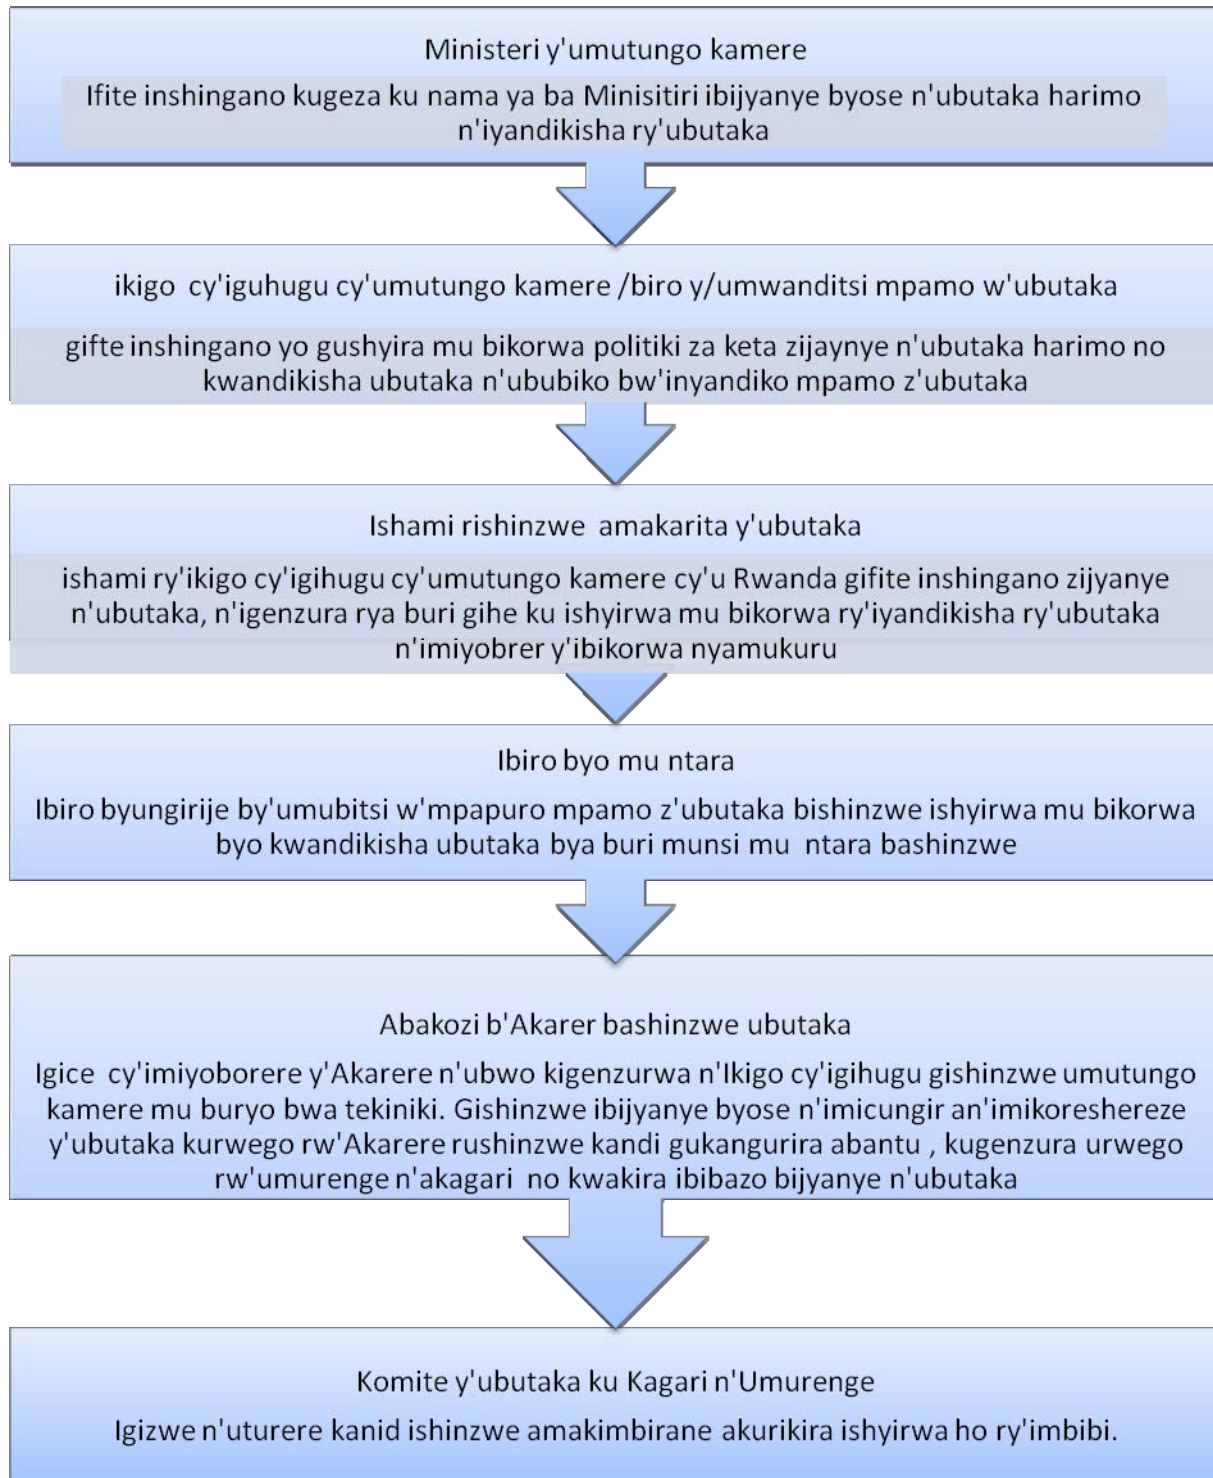 Ministeri y'umutungo kamere
Ifite inshingano kugeza ku nama ya ba Minisitiri ibijyanye byose n'ubutaka harimo
n'iyandikisha ry'ubutaka
ikigo cy'iguhugu cy'umutungo kamere /biro y/umwanditsi mpamo w'ubutaka
gifte inshingano yo gushyira mu bikorwa politiki za keta zijaynye n'ubutaka harimo no
kwandikisha ubutaka n'ububiko bw'inyandiko mpamo z'ubutaka
Ishami rishinzwe amakarita y'ubutaka
ishami ry'ikigo cy'igihugu cy'umutungo kamere cy'u Rwanda gifite inshingano zijyanye
n'ubutaka, n'igenzura rya buri gihe ku ishyirwa mu bikorwa ry'iyandikisha ry'ubutaka
n'imiyobrer y'ibikorwa nyamukuru
Ibiro byo mu ntara
Ibiro byungirije by'umubitsi w'mpapuro mpamo z'ubutaka bishinzwe ishyirwa mu bikorwa
byo kwandikisha ubutaka bya buri munsi mu ntara bashinzwe
Abakozi b'Akarer bashinzwe ubutaka
Igice cy'imiyoborere y'Akarere n'ubwo kigenzurwa n'Ikigo cy'igihugu gishinzwe umutungo
kamere mu buryo bwa tekiniki. Gishinzwe ibijyanye byose n'imicungir an'imikoreshereze
y'ubutaka kurwego rw'Akarere rushinzwe kandi gukangurira abantu , kugenzura urwego
rw'umurenge n'akagari no kwakira ibibazo bijyanye n'ubutaka
Komite y'ubutaka ku Kagari n'Umurenge
Igizwe n'uturere kanid ishinzwe amakimbirane akurikira ishyirwa ho ry'imbibi.